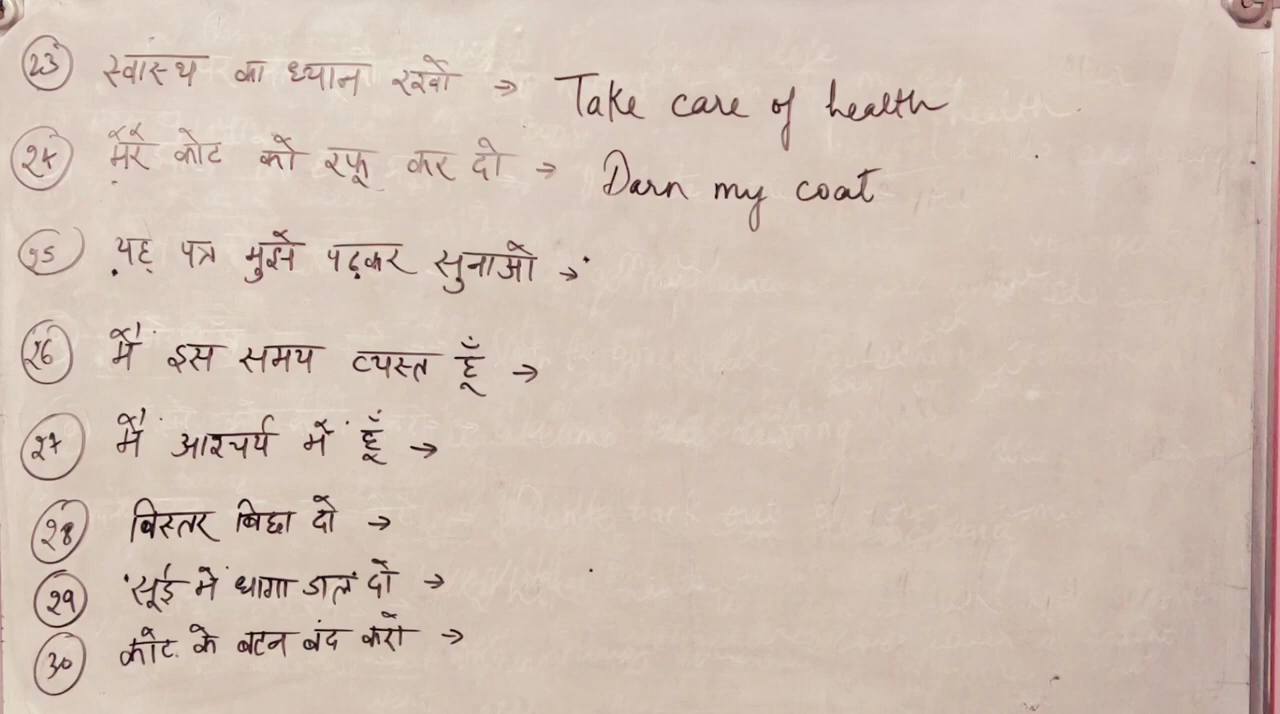 23 स्वास्थ का ध्यान रखो → Take care of health
24 मेरे कोट को रफू कर दो → Darn my coat
25 यह पत्र मुझे पढ़कर सुनाओ →
26 मैं इस समय व्यस्त हूँ →
27 मैं आश्चर्य में हूँ →
28 बिस्तर बिछा दो →
29 सूई में धागा डाल दो →
30 कोट के बटन बंद करो →